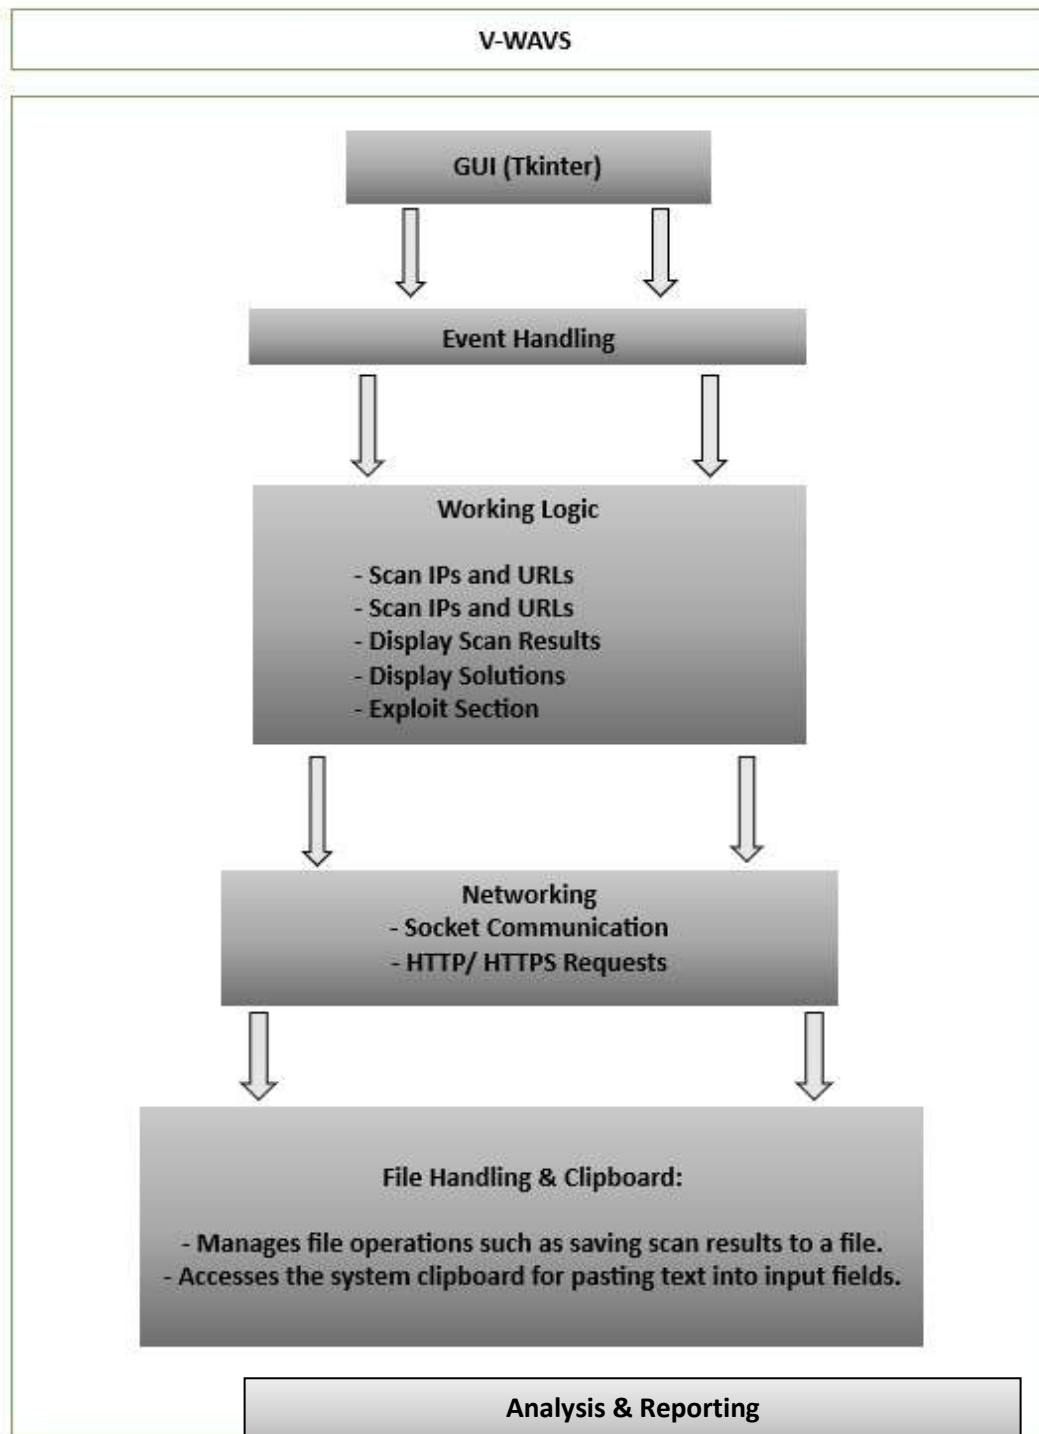 V-WAVS
GUI (Tkinter)
Event Handling
Working Logic
- Scan IPs and URLs
- Scan IPs and URLs
- Display Scan Results
- Display Solutions
- Exploit Section
Networking
- Socket Communication
- HTTP/ HTTPS Requests
File Handling & Clipboard:
- Manages file operations such as saving scan results to a file.
- Accesses the system clipboard for pasting text into input fields.
Analysis & Reporting